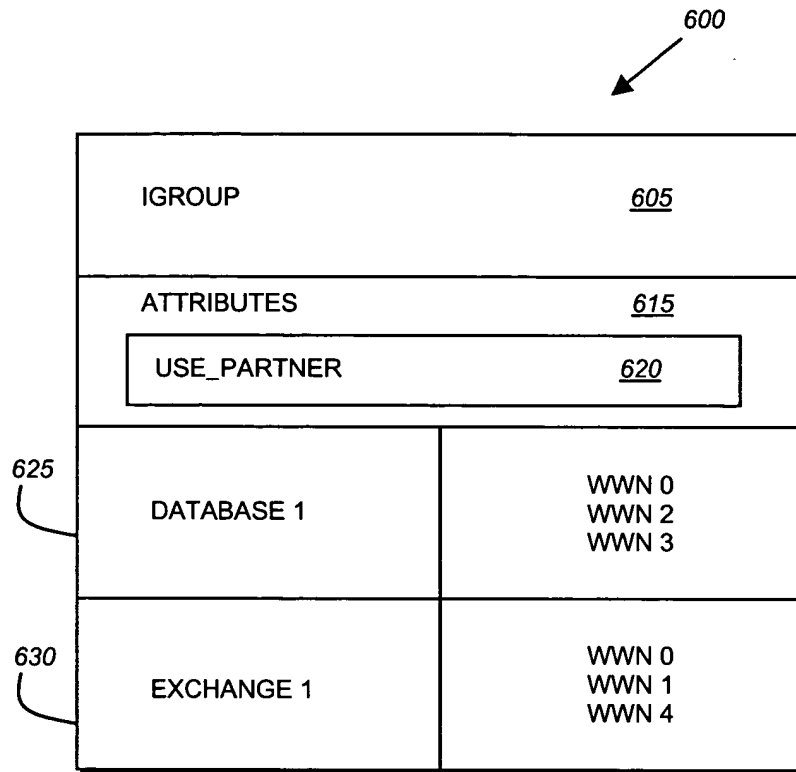 600
IGROUP 605
ATTRIBUTES 615
USE_PARTNER 620
625
DATABASE 1
WWN 0
WWN 2
WWN 3
630
EXCHANGE 1
WWN 0
WWN 1
WWN 4